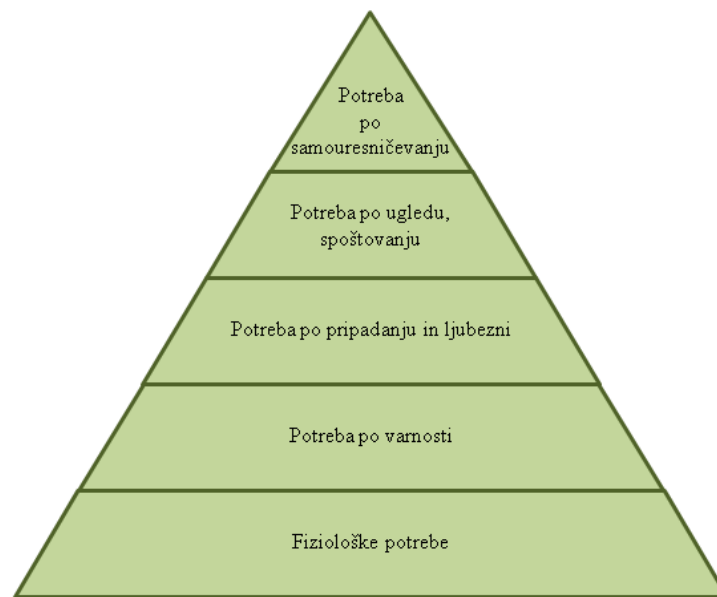 Potreba
po
samouresničevanju
Potreba po ugledu,
spoštovanju
Potreba po pripadanju in ljubezni
Potreba po varnosti
Fiziološke potrebe